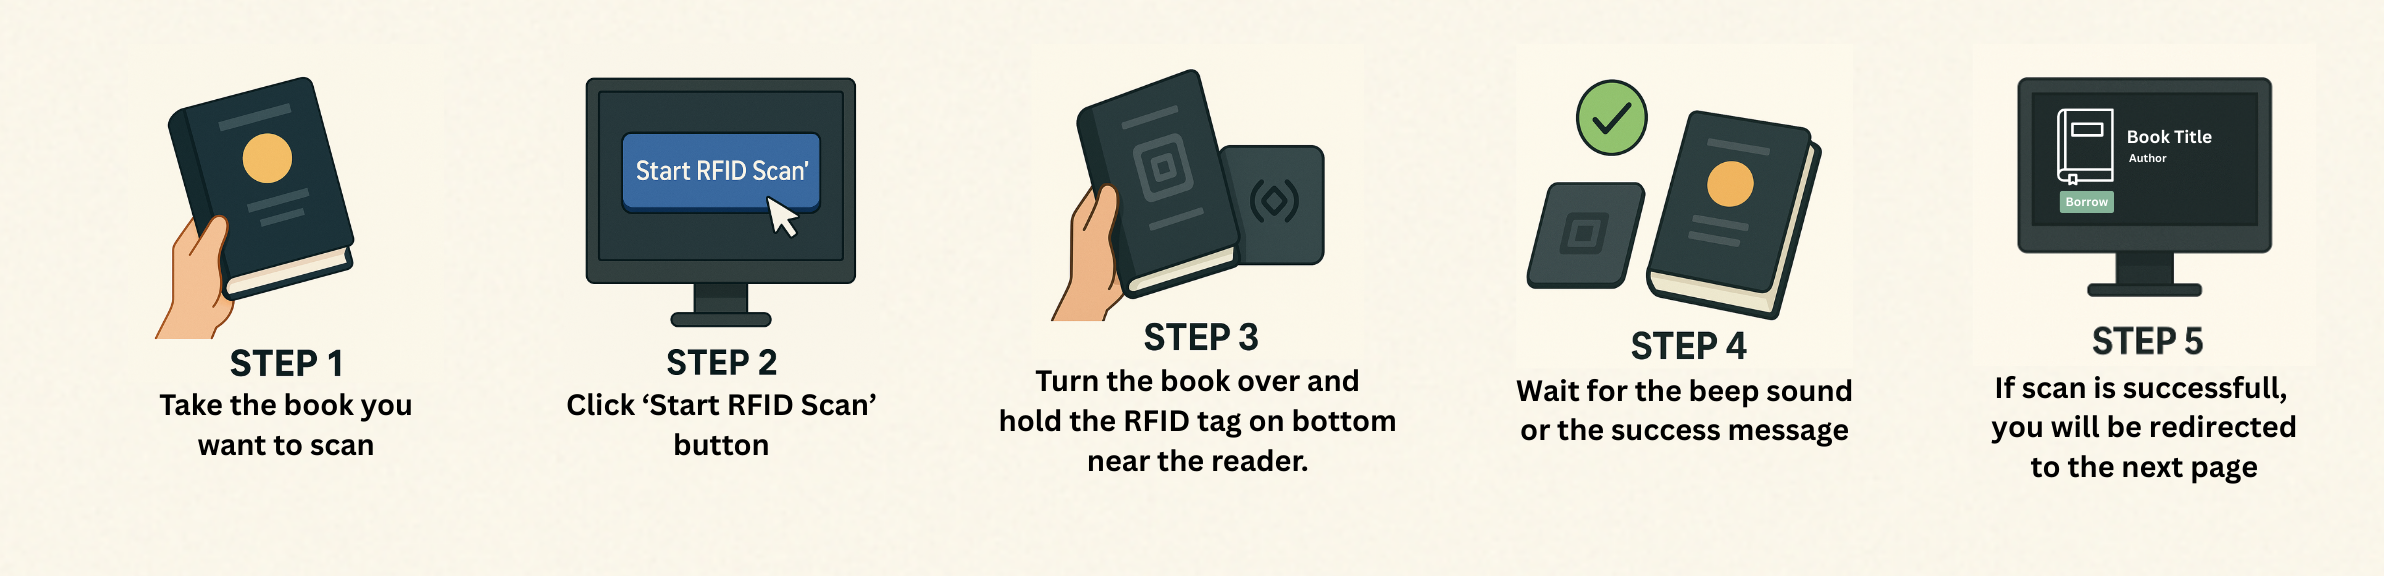 Start RFID Scan'
STEP 1
Take the book you
want to scan
STEP 2
Click ‘Start RFID Scan’
button
STEP 3
Turn the book over and
hold the RFID tag on bottom
near the reader.
STEP 4
Wait for the beep sound
or the success message
Book Title
Author
Borrow
STEP 5
If scan is successfull,
you will be redirected
to the next page